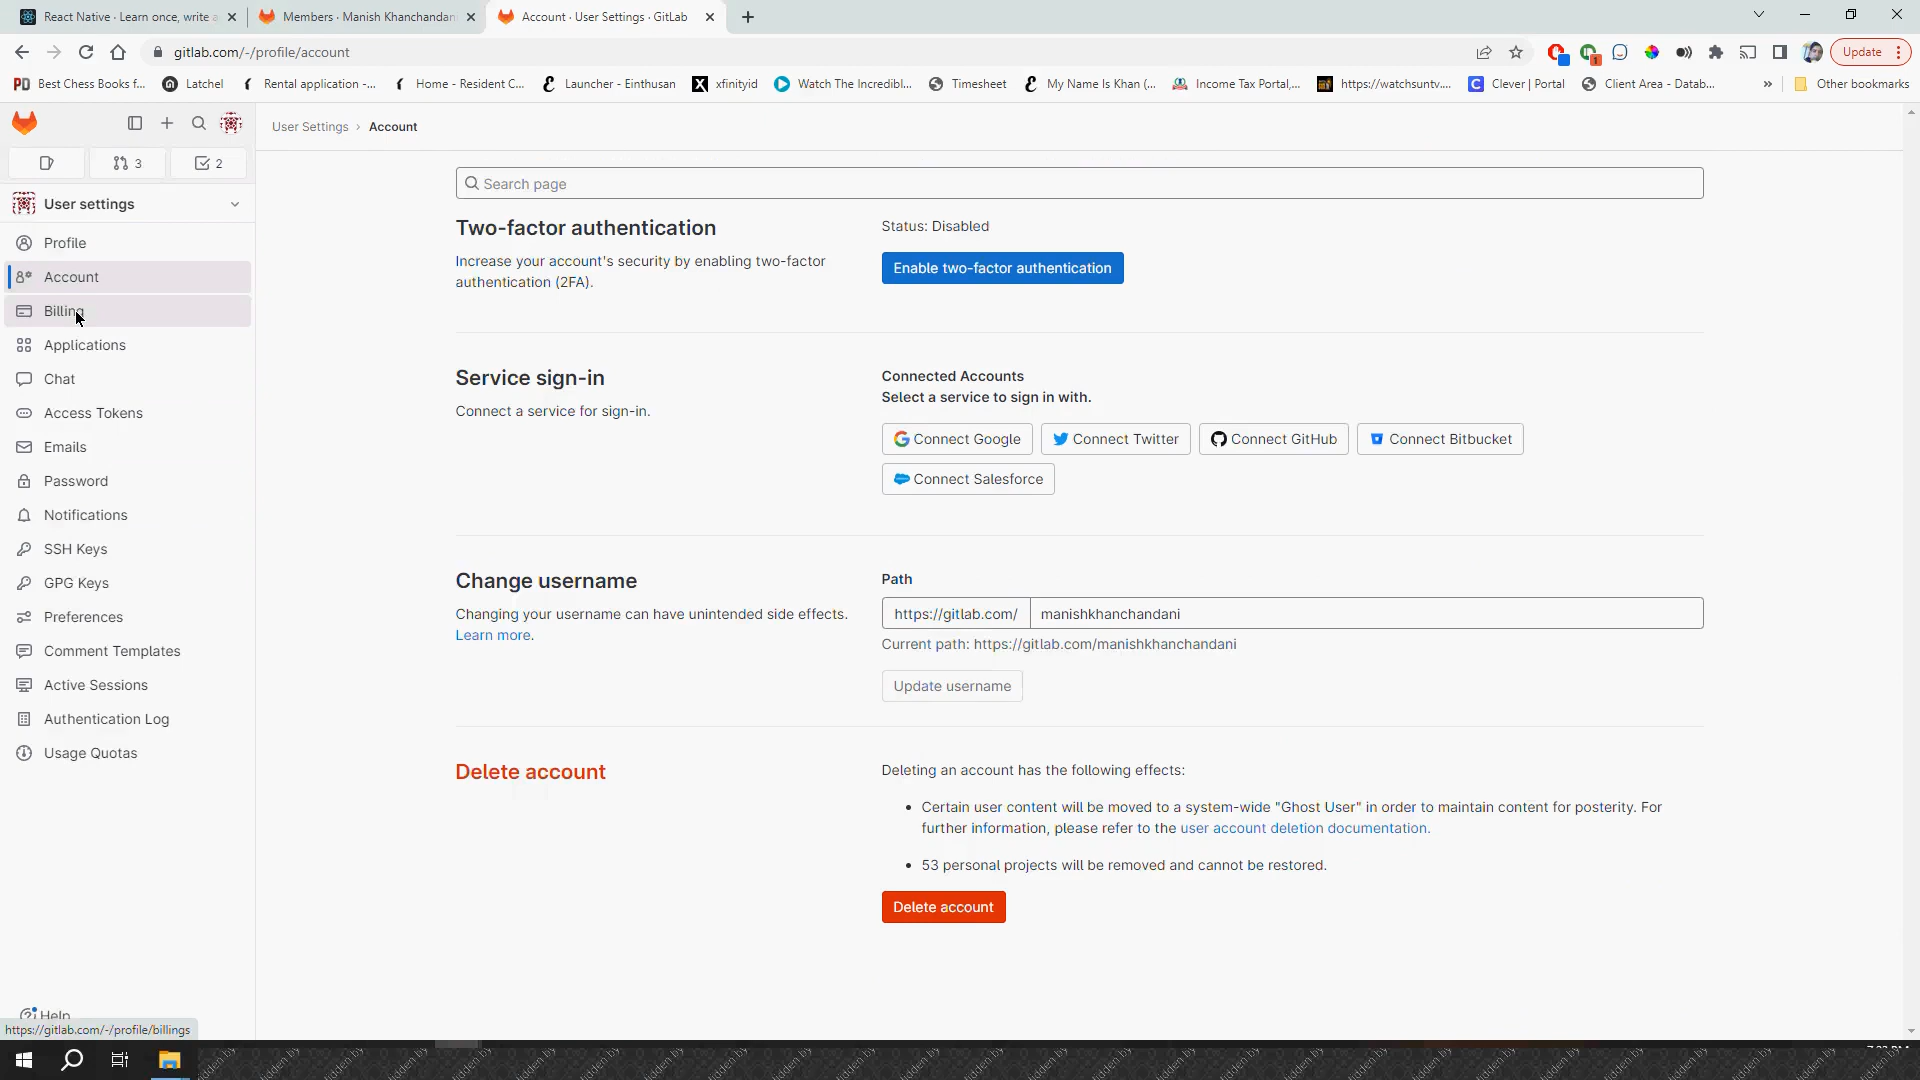 React Native · Learn once, write a
Members · Manish Khanchandan
Account · User Settings · GitLab
gitlab.com/-/profile/account
Update
Best Chess Books f...
Latchel
Rental application -...
Home - Resident C...
Launcher - Einthusan
xfinityid
Watch The Incredibl...
Timesheet
My Name Is Khan (...
Income Tax Portal,...
https://watchsuntv....
Clever | Portal
Client Area - Datab...
»
Other bookmarks
User Settings › Account
3
2
User settings
Profile
Account
Billing
Applications
Chat
Access Tokens
Emails
Password
Notifications
SSH Keys
GPG Keys
Preferences
Comment Templates
Active Sessions
Authentication Log
Usage Quotas
Help
https://gitlab.com/-/profile/billings
Search page
Two-factor authentication
Increase your account's security by enabling two-factor
authentication (2FA).
Status: Disabled
Enable two-factor authentication
Service sign-in
Connect a service for sign-in.
Connected Accounts
Select a service to sign in with.
Connect Google
Connect Twitter
Connect GitHub
Connect Bitbucket
Connect Salesforce
Change username
Changing your username can have unintended side effects.
Learn more.
Path
https://gitlab.com/ manishkhanchandani
Current path: https://gitlab.com/manishkhanchandani
Update username
Delete account
Deleting an account has the following effects:
• Certain user content will be moved to a system-wide "Ghost User" in order to maintain content for posterity. For
further information, please refer to the user account deletion documentation.
• 53 personal projects will be removed and cannot be restored.
Delete account